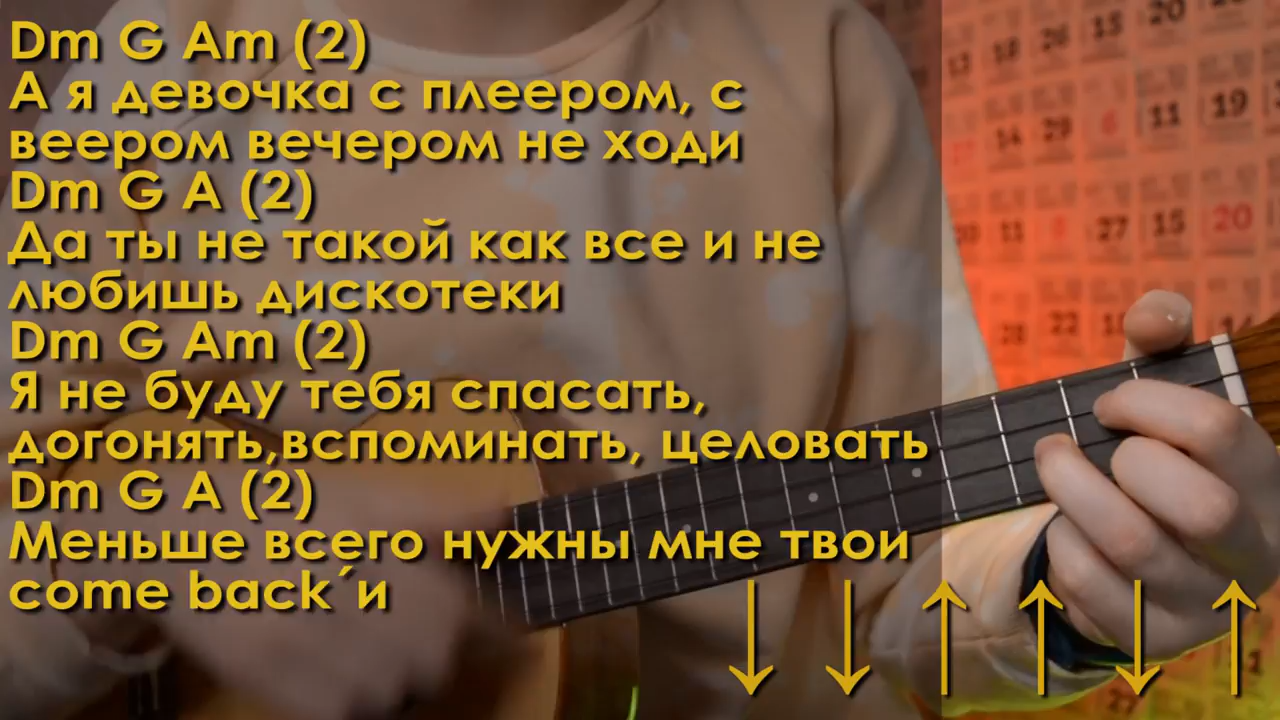 Dm G Am (2)
А я девочка с плеером, с
веером вечером не ходи
Dm G A (2)
Да ты не такой как все и не
любишь дискотеки
Dm G Am (2)
Я не буду тебя спасать,
догонять,вспоминать, целовать
Dm G A (2)
Меньше всего нужны мне твои
come back´и
↓ ↓ ↑ ↑ ↓ ↑